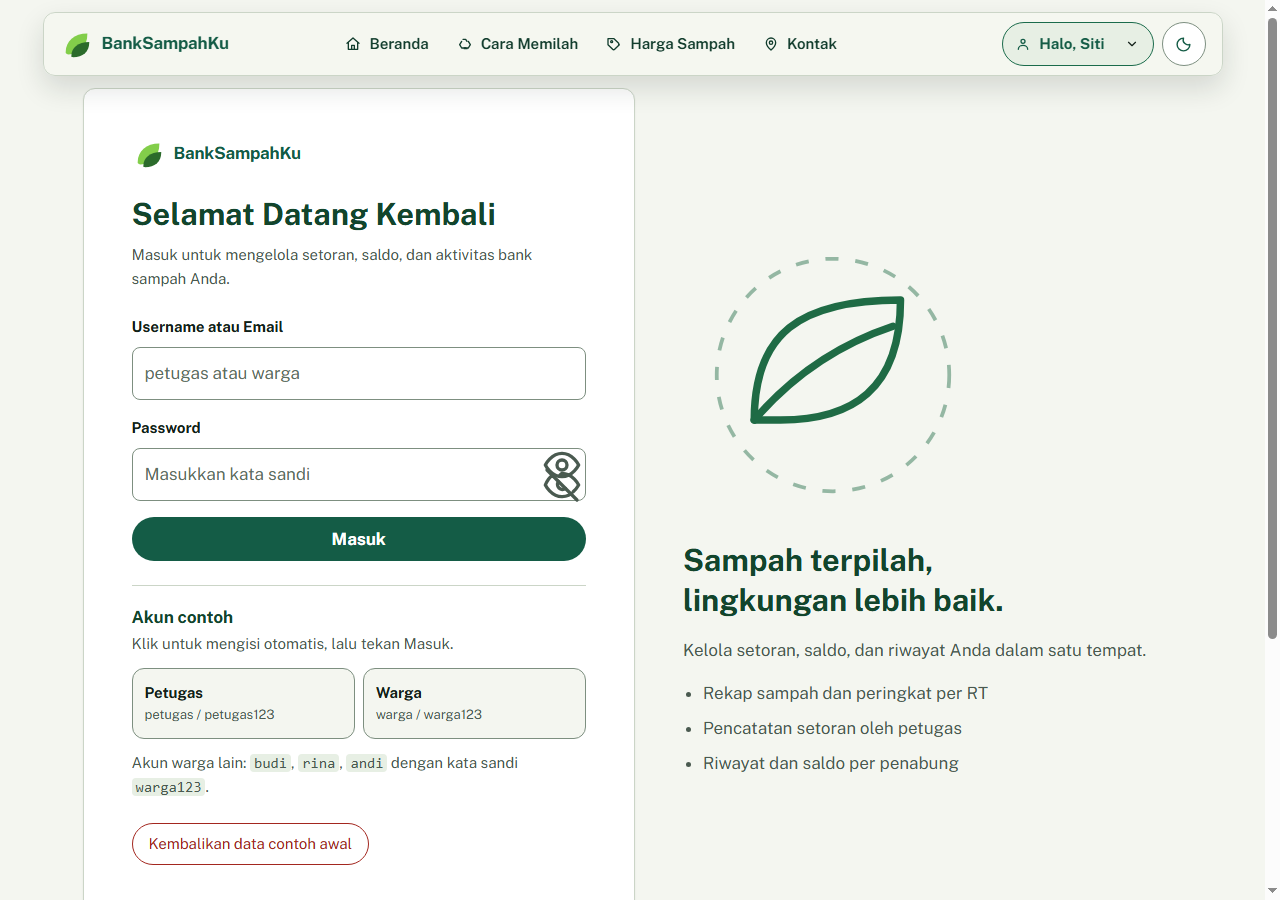 BankSampahKu
Beranda
Cara Memilah
Harga Sampah
Kontak
Halo, Siti
BankSampahKu
Selamat Datang Kembali
Masuk untuk mengelola setoran, saldo, dan aktivitas bank
sampah Anda.
Username atau Email
petugas atau warga
Password
Masukkan kata sandi
Masuk
Akun contoh
Klik untuk mengisi otomatis, lalu tekan Masuk.
Petugas
petugas / petugas123
Warga
warga / warga123
Akun warga lain: budi, rina, andi dengan kata sandi
warga123.
Kembalikan data contoh awal
Sampah terpilah,
lingkungan lebih baik.
Kelola setoran, saldo, dan riwayat Anda dalam satu tempat.
Rekap sampah dan peringkat per RT
Pencatatan setoran oleh petugas
Riwayat dan saldo per penabung